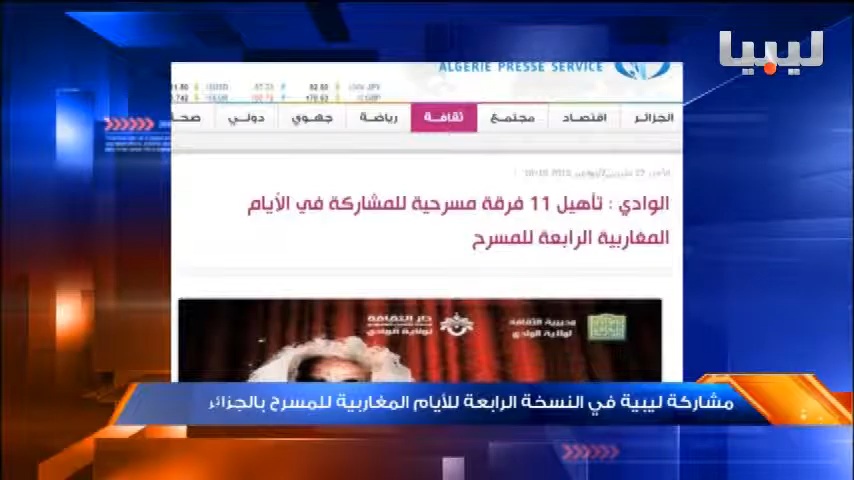 ليبيا
ALGERIE PRESSE SERVICE
الجزائر اقتصاد مجتمع ثقافة رياضة جهوي دولي صحة
الوادي : تأهيل 11 فرقة مسرحية للمشاركة في الأيام
المغاربية الرابعة للمسرح
مديرية الثقافة
لولاية الوادي
دار الثقافة
لولاية الوادي
مشاركة ليبية في النسخة الرابعة للأيام المغاربية للمسرح بالجزائر